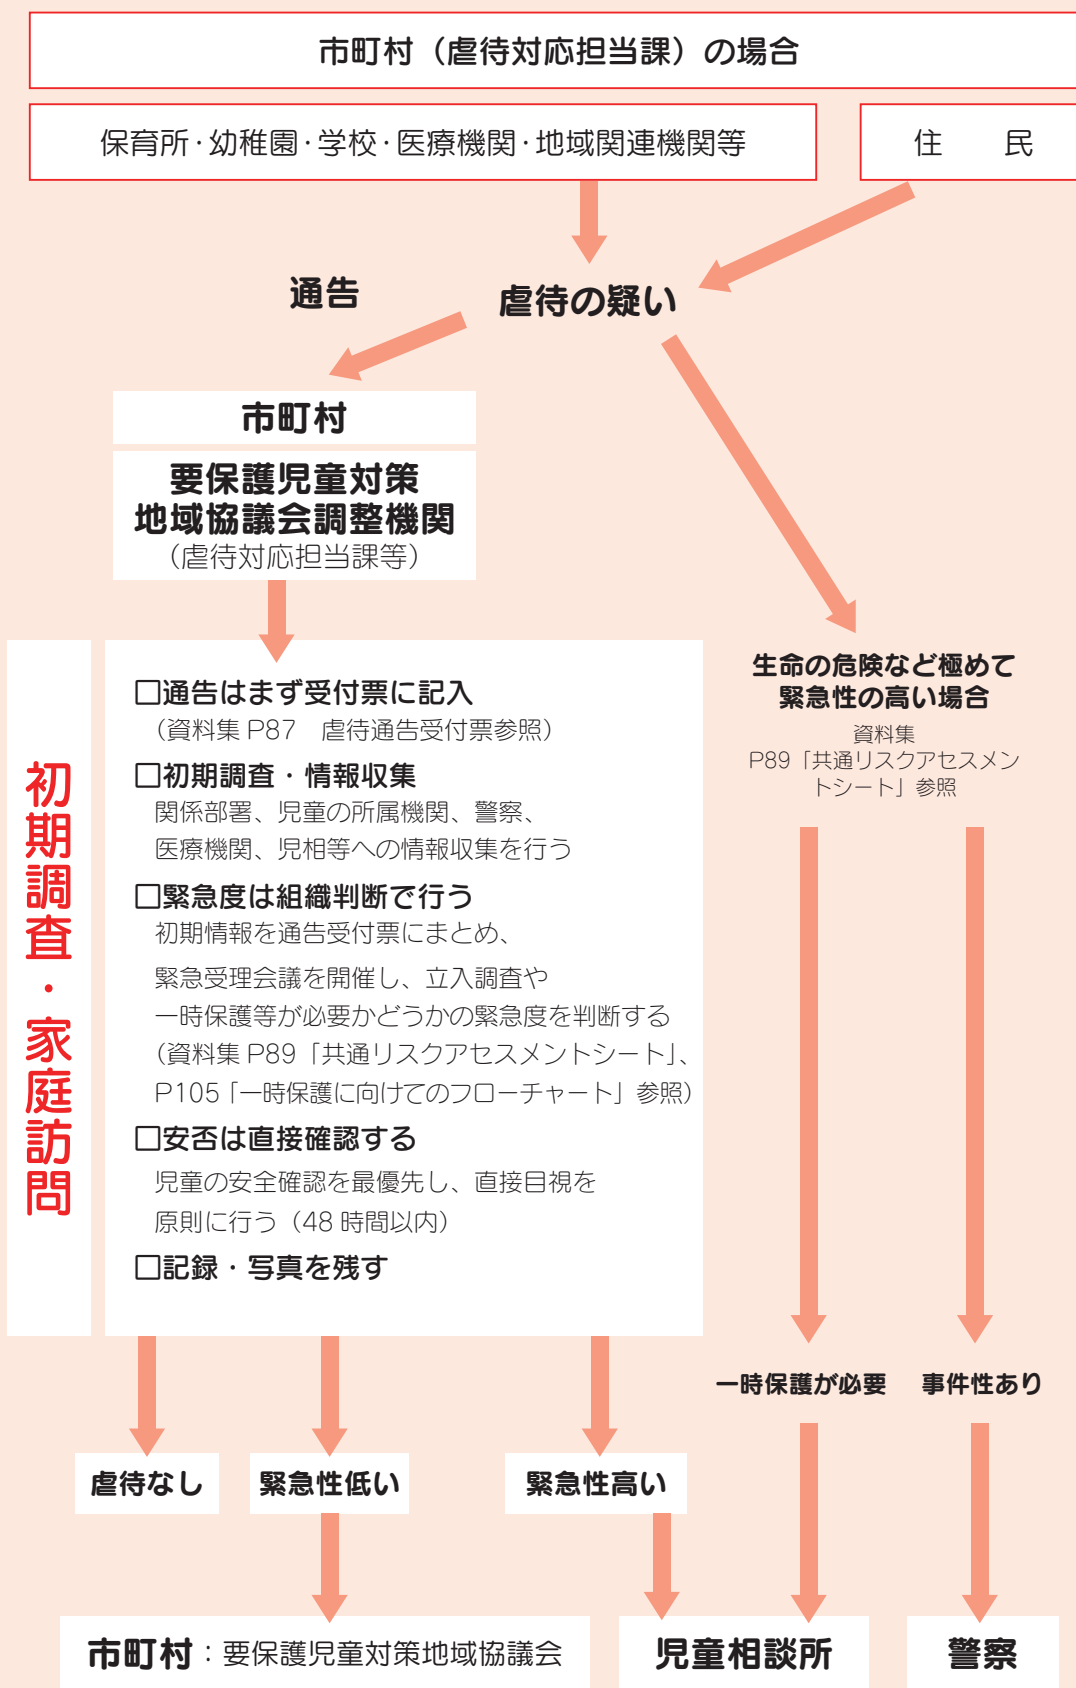 市町村（虐待対応担当課）の場合
保育所・幼稚園・学校・医療機関・地域関連機関等
住　民
通告
虐待の疑い
市町村
要保護児童対策
地域協議会調整機関
（虐待対応担当課等）
初期調査・家庭訪問
□通告はまず受付票に記入
（資料集 P87　虐待通告受付票参照）
□初期調査・情報収集
関係部署、児童の所属機関、警察、
医療機関、児相等への情報収集を行う
□緊急度は組織判断で行う
初期情報を通告受付票にまとめ、
緊急受理会議を開催し、立入調査や
一時保護等が必要かどうかの緊急度を判断する
（資料集 P89「共通リスクアセスメントシート」、
P105「一時保護に向けてのフローチャート」参照）
□安否は直接確認する
児童の安全確認を最優先し、直接目視を
原則に行う（48 時間以内）
□記録・写真を残す
生命の危険など極めて
緊急性の高い場合
資料集
P89「共通リスクアセスメン
トシート」参照
一時保護が必要
事件性あり
虐待なし
緊急性低い
緊急性高い
市町村：要保護児童対策地域協議会
児童相談所
警察